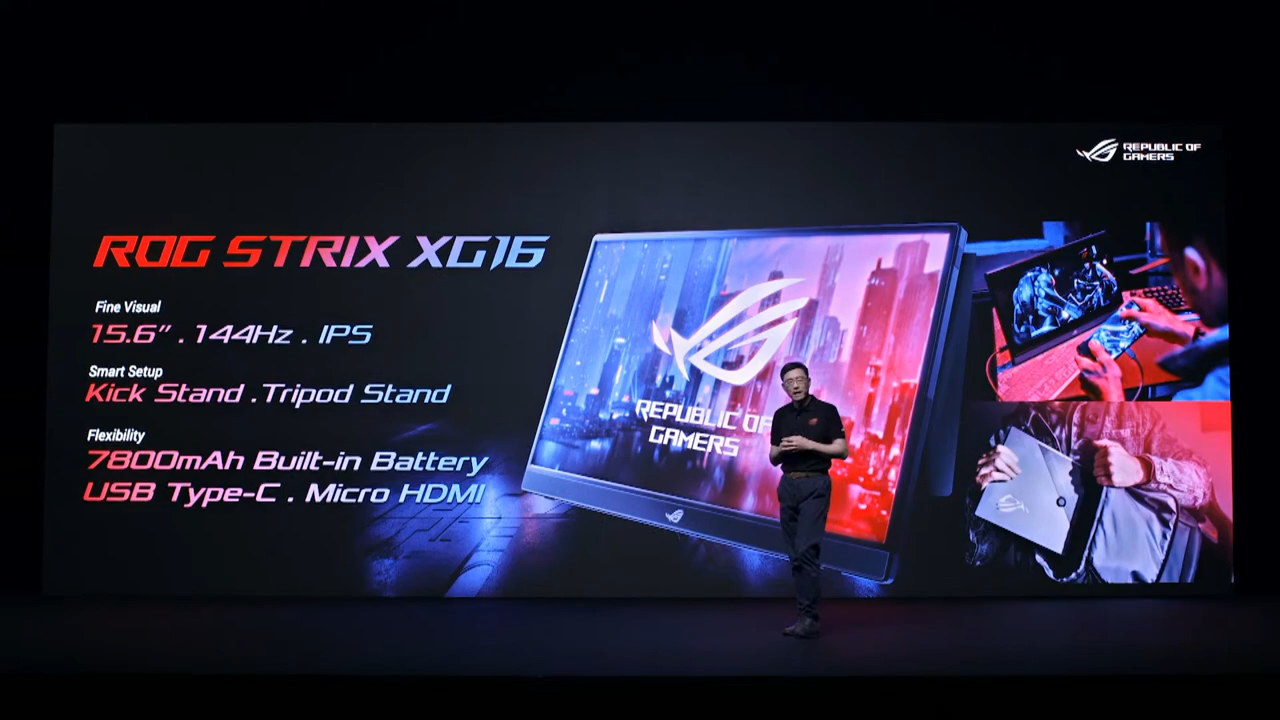 REPUBLIC OF
GAMERS
ROG STRIX XG16
Fine Visual
15.6" . 144Hz . IPS
Smart Setup
Kick Stand . Tripod Stand
Flexibility
7800mAh Built-in Battery
USB Type-C . Micro HDMI
REPUBLIC OF
GAMERS